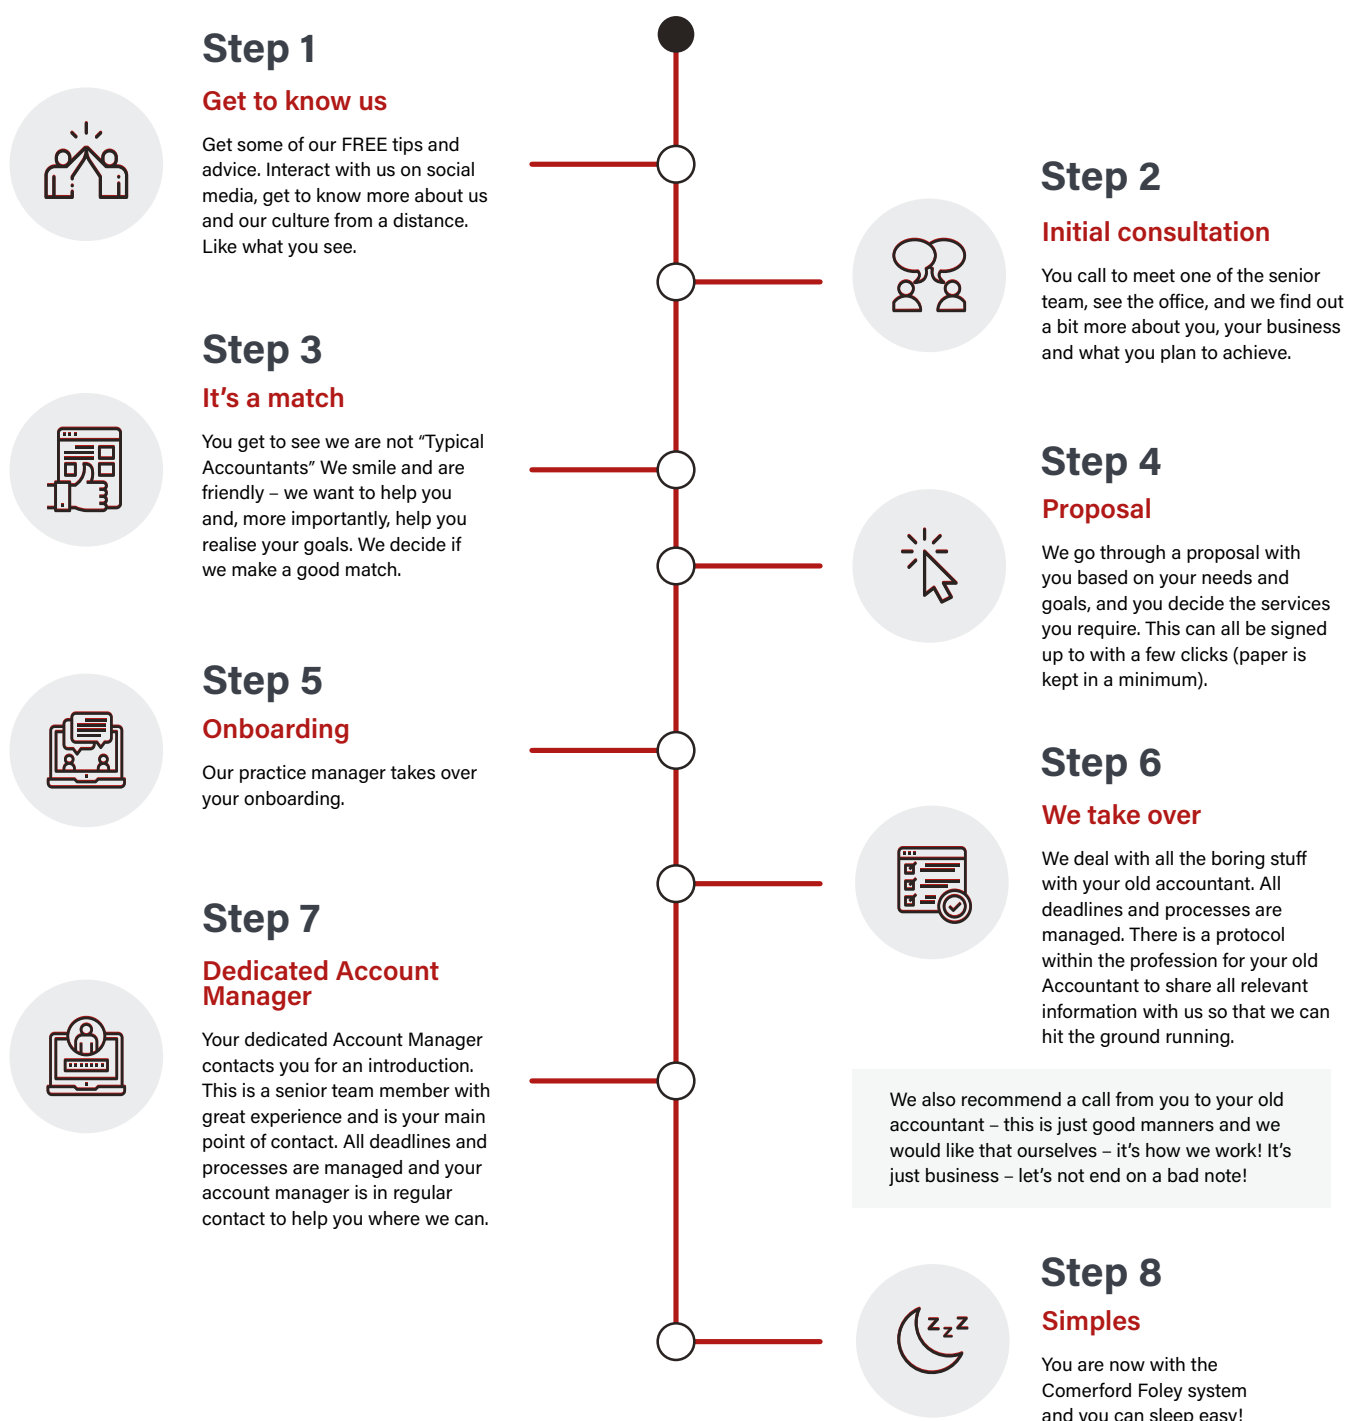 Step 1
Get to know us
Get some of our FREE tips and
advice. Interact with us on social
media, get to know more about us
and our culture from a distance.
Like what you see.
Step 2
Initial consultation
You call to meet one of the senior
team, see the office, and we find out
a bit more about you, your business
and what you plan to achieve.
Step 3
It's a match
You get to see we are not “Typical
Accountants” We smile and are
friendly – we want to help you
and, more importantly, help you
realise your goals. We decide if
we make a good match.
Step 4
Proposal
We go through a proposal with
you based on your needs and
goals, and you decide the services
you require. This can all be signed
up to with a few clicks (paper is
kept in a minimum).
Step 5
Onboarding
Our practice manager takes over
your onboarding.
Step 6
We take over
We deal with all the boring stuff
with your old accountant. All
deadlines and processes are
managed. There is a protocol
within the profession for your old
Accountant to share all relevant
information with us so that we can
hit the ground running.
We also recommend a call from you to your old
accountant – this is just good manners and we
would like that ourselves – it's how we work! It's
just business – let's not end on a bad note!
Step 7
Dedicated Account
Manager
Your dedicated Account Manager
contacts you for an introduction.
This is a senior team member with
great experience and is your main
point of contact. All deadlines and
processes are managed and your
account manager is in regular
contact to help you where we can.
Step 8
z z z
Simples
You are now with the
Comerford Foley system
and you can sleep easy!